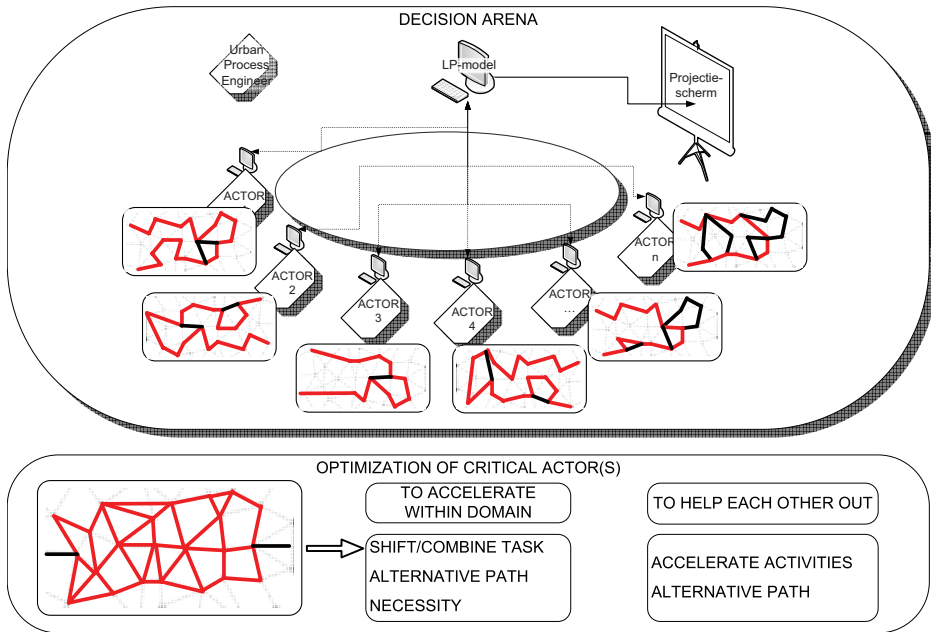 DECISION ARENA
Urban
Process
Engineer
LP-model
Projectie-
scherm
ACTOR
ACTOR
2
ACTOR
3
ACTOR
4
ACTOR
...
ACTOR
n
OPTIMIZATION OF CRITICAL ACTOR(S)
TO ACCELERATE
WITHIN DOMAIN
TO HELP EACH OTHER OUT
SHIFT/COMBINE TASK
ALTERNATIVE PATH
NECESSITY
ACCELERATE ACTIVITIES
ALTERNATIVE PATH